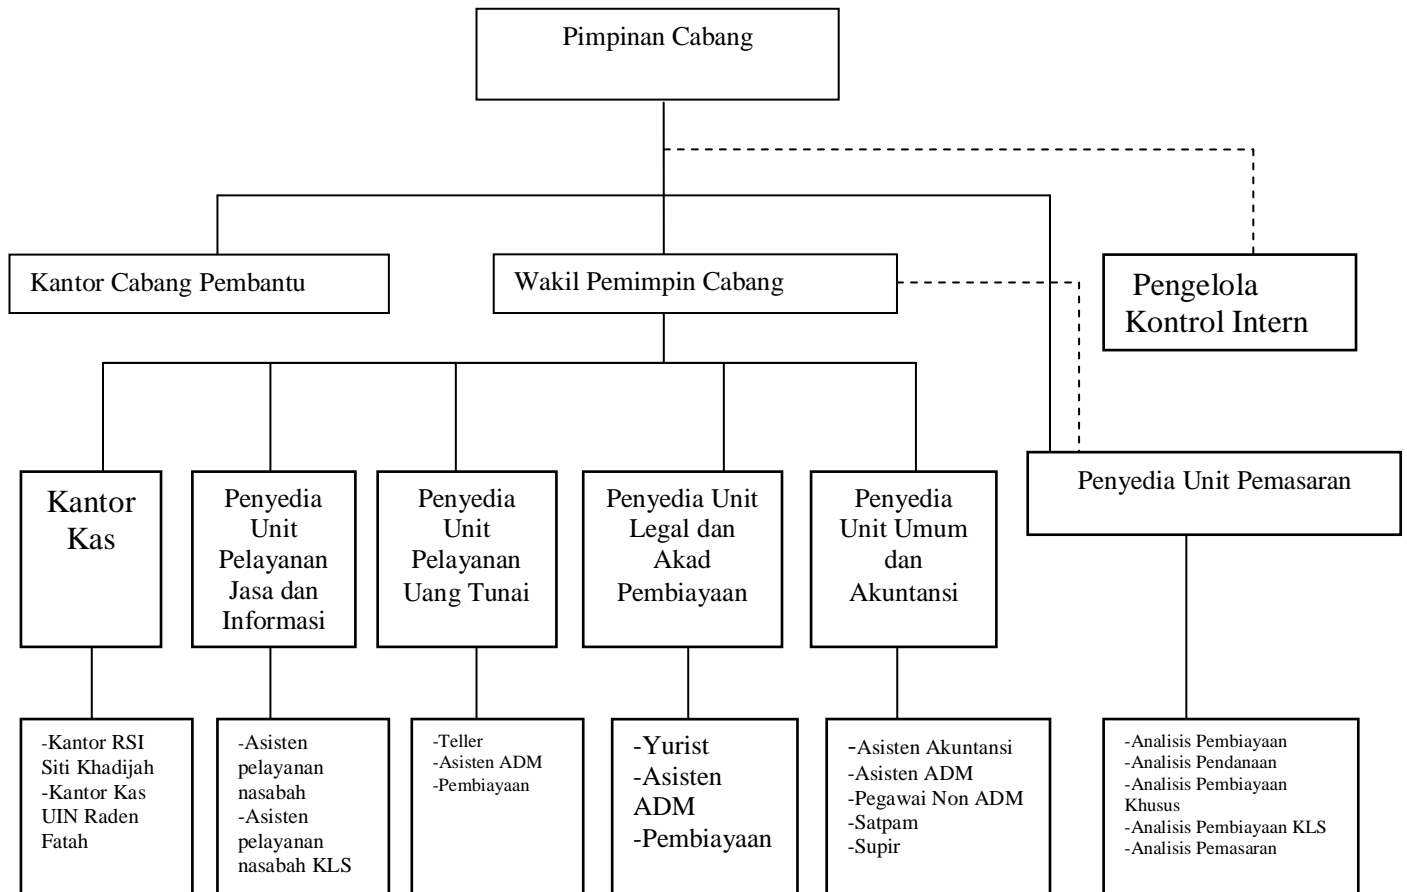 Pimpinan Cabang
Kantor Cabang Pembantu
Wakil Pemimpin Cabang
Pengelola
Kontrol Intern
Kantor
Kas
Penyedia
Unit
Pelayanan
Jasa dan
Informasi
Penyedia
Unit
Pelayanan
Uang Tunai
Penyedia Unit
Legal dan
Akad
Pembiayaan
Penyedia
Unit Umum
dan
Akuntansi
Penyedia Unit Pemasaran
-Kantor RSI
Siti Khadijah
-Kantor Kas
UIN Raden
Fatah
-Asisten
pelayanan
nasabah
-Asisten
pelayanan
nasabah KLS
-Teller
-Asisten ADM
-Pembiayaan
-Yurist
-Asisten
ADM
-Pembiayaan
-Asisten Akuntansi
-Asisten ADM
-Pegawai Non ADM
-Satpam
-Supir
-Analisis Pembiayaan
-Analisis Pendanaan
-Analisis Pembiayaan
Khusus
-Analisis Pembiayaan KLS
-Analisis Pemasaran